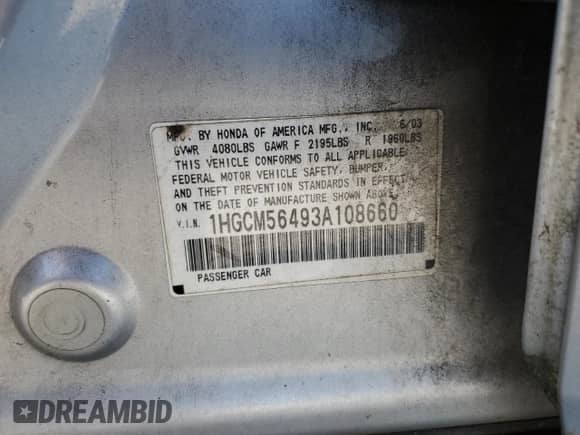 MFD. BY HONDA OF AMERICA MFG., INC. 6/03
GVWR 4080LBS GAWR F 2195LBS R 1960LBS
THIS VEHICLE CONFORMS TO ALL APPLICABLE
FEDERAL MOTOR VEHICLE SAFETY, BUMPER,
AND THEFT PREVENTION STANDARDS IN EFFECT
ON THE DATE OF MANUFACTURE SHOWN ABOVE.
V.I.N. 1HGCM56493A108660
PASSENGER CAR
DREAMBID